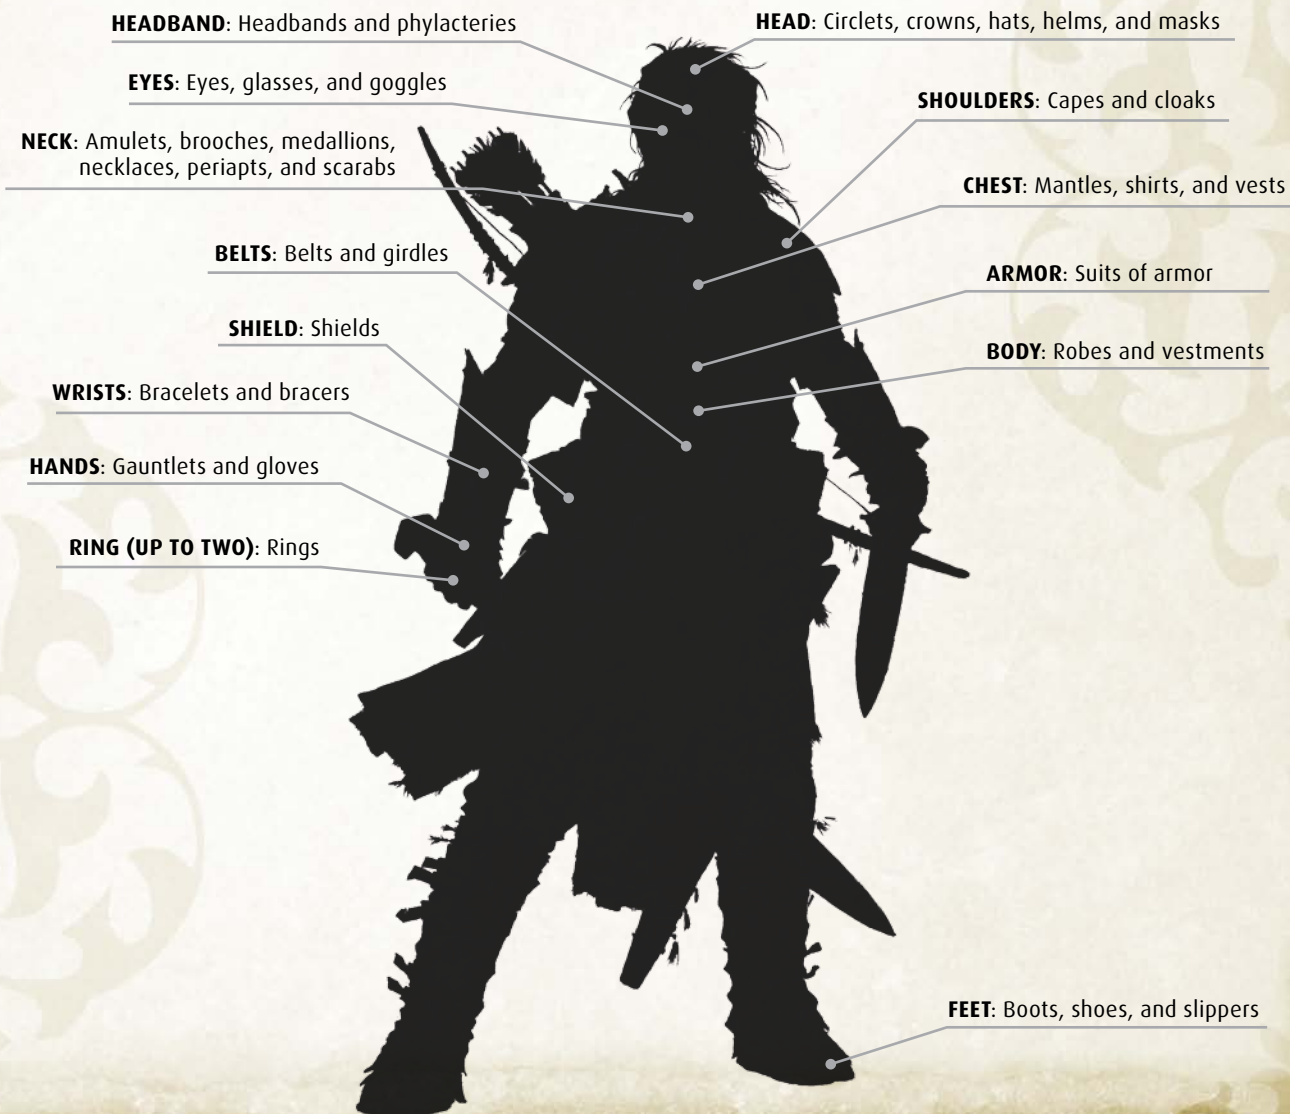 HEADBAND: Headbands and phylacteries
HEAD: Circlets, crowns, hats, helms, and masks
EYES: Eyes, glasses, and goggles
SHOULDERS: Capes and cloaks
NECK: Amulets, brooches, medallions,
necklaces, periapts, and scarabs
CHEST: Mantles, shirts, and vests
BELTS: Belts and girdles
ARMOR: Suits of armor
SHIELD: Shields
BODY: Robes and vestments
WRISTS: Bracelets and bracers
HANDS: Gauntlets and gloves
RING (UP TO TWO): Rings
FEET: Boots, shoes, and slippers